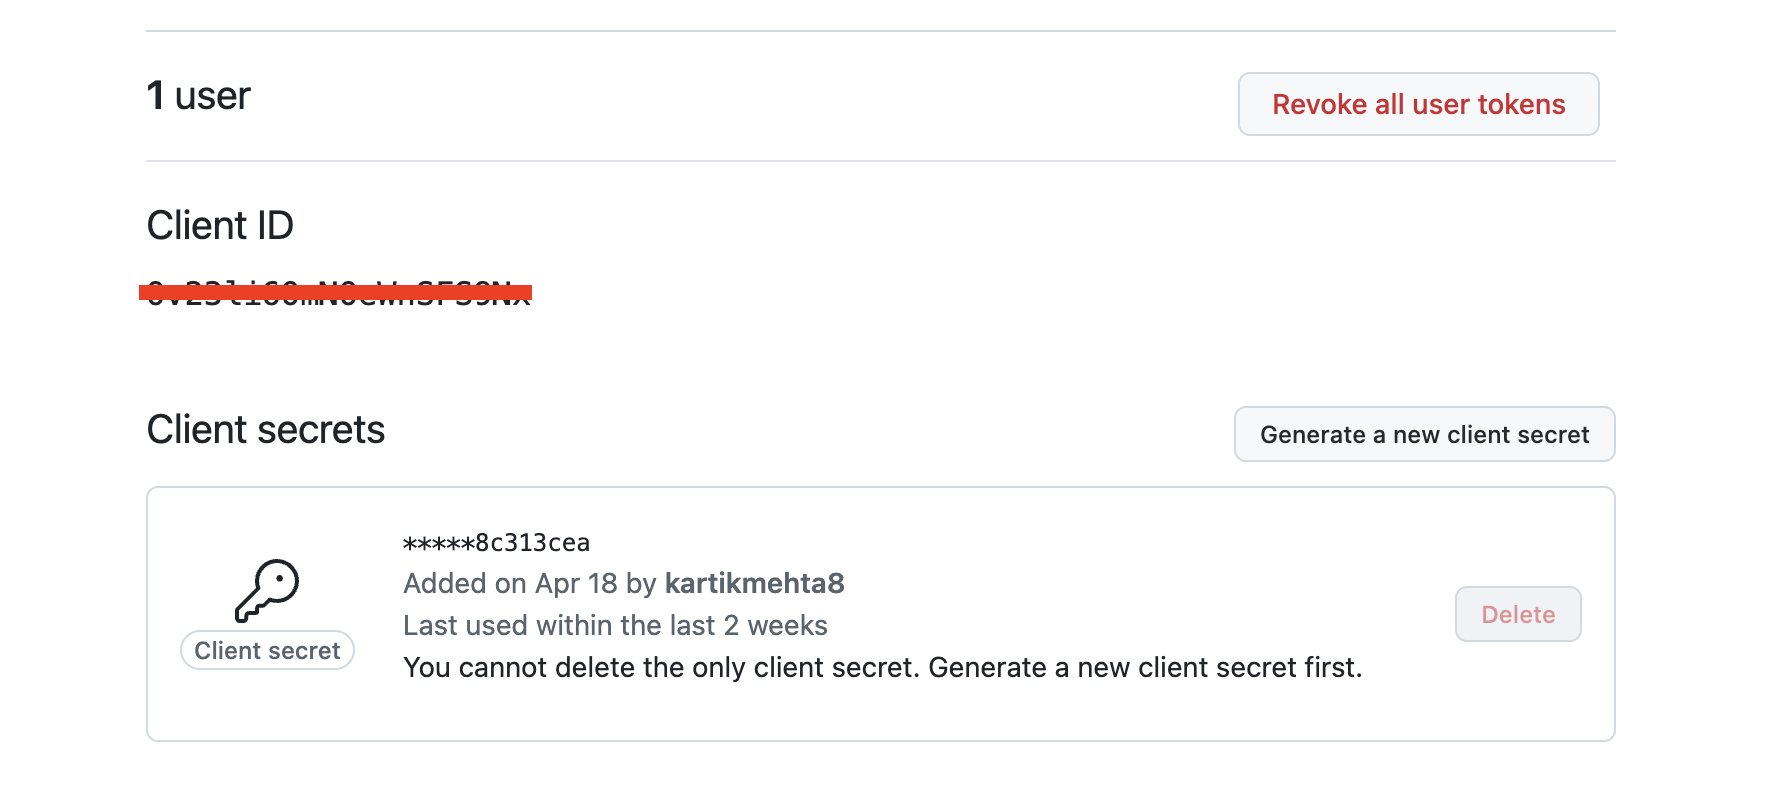 1 user
Revoke all user tokens
Client ID
Client secrets
Generate a new client secret
*****8c313cea
Added on Apr 18 by kartikmehta8
Last used within the last 2 weeks
You cannot delete the only client secret. Generate a new client secret first.
Client secret
Delete